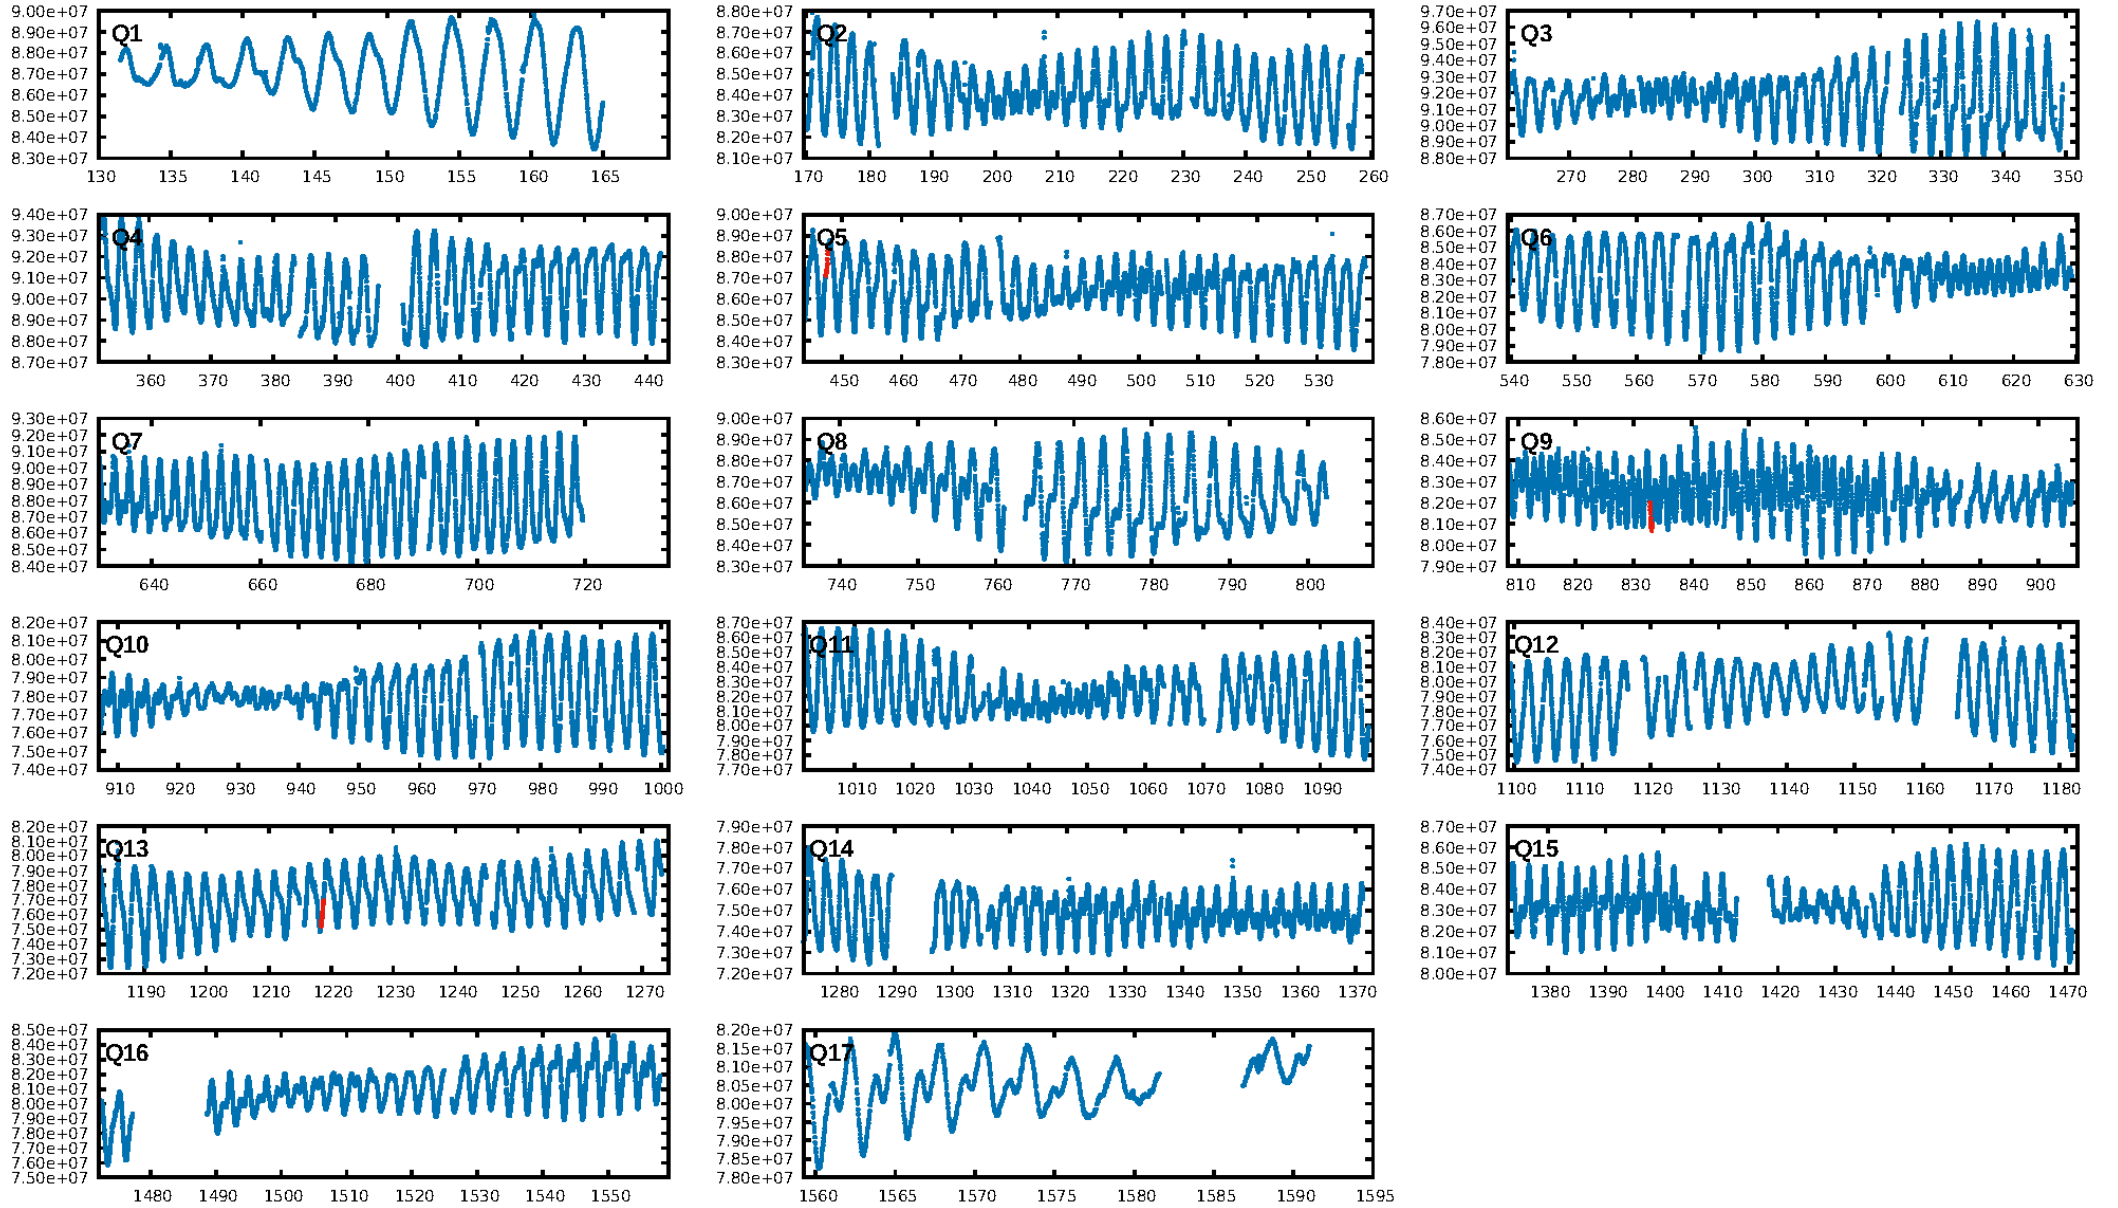 9.00e+07
8.90e+07
8.80e+07
8.70e+07
8.60e+07
8.50e+07
8.40e+07
8.30e+07
Q1
130 135 140 145 150 155 160 165
8.80e+07
8.70e+07
8.60e+07
8.50e+07
8.40e+07
8.30e+07
8.20e+07
8.10e+07
Q2
170 180 190 200 210 220 230 240 250 260
9.70e+07
9.60e+07
9.50e+07
9.40e+07
9.30e+07
9.20e+07
9.10e+07
9.00e+07
8.90e+07
8.80e+07
Q3
270 280 290 300 310 320 330 340 350
9.40e+07
9.30e+07
9.20e+07
9.10e+07
9.00e+07
8.90e+07
8.80e+07
8.70e+07
Q4
360 370 380 390 400 410 420 430 440
9.00e+07
8.90e+07
8.80e+07
8.70e+07
8.60e+07
8.50e+07
8.40e+07
8.30e+07
Q5
450 460 470 480 490 500 510 520 530
8.70e+07
8.60e+07
8.50e+07
8.40e+07
8.30e+07
8.20e+07
8.10e+07
8.00e+07
7.90e+07
7.80e+07
Q6
540 550 560 570 580 590 600 610 620 630
9.30e+07
9.20e+07
9.10e+07
9.00e+07
8.90e+07
8.80e+07
8.70e+07
8.60e+07
8.50e+07
8.40e+07
Q7
640 660 680 700 720
9.00e+07
8.90e+07
8.80e+07
8.70e+07
8.60e+07
8.50e+07
8.40e+07
8.30e+07
Q8
740 750 760 770 780 790 800
8.60e+07
8.50e+07
8.40e+07
8.30e+07
8.20e+07
8.10e+07
8.00e+07
7.90e+07
Q9
810 820 830 840 850 860 870 880 890 900
8.20e+07
8.10e+07
8.00e+07
7.90e+07
7.80e+07
7.70e+07
7.60e+07
7.50e+07
7.40e+07
Q10
910 920 930 940 950 960 970 980 990 1000
8.70e+07
8.60e+07
8.50e+07
8.40e+07
8.30e+07
8.20e+07
8.10e+07
8.00e+07
7.90e+07
7.80e+07
7.70e+07
Q11
1010 1020 1030 1040 1050 1060 1070 1080 1090
8.40e+07
8.30e+07
8.20e+07
8.10e+07
8.00e+07
7.90e+07
7.80e+07
7.70e+07
7.60e+07
7.50e+07
7.40e+07
Q12
1100 1110 1120 1130 1140 1150 1160 1170 1180
8.20e+07
8.10e+07
8.00e+07
7.90e+07
7.80e+07
7.70e+07
7.60e+07
7.50e+07
7.40e+07
7.30e+07
7.20e+07
Q13
1190 1200 1210 1220 1230 1240 1250 1260 1270
7.90e+07
7.80e+07
7.70e+07
7.60e+07
7.50e+07
7.40e+07
7.30e+07
7.20e+07
Q14
1280 1290 1300 1310 1320 1330 1340 1350 1360 1370
8.70e+07
8.60e+07
8.50e+07
8.40e+07
8.30e+07
8.20e+07
8.10e+07
8.00e+07
Q15
1380 1390 1400 1410 1420 1430 1440 1450 1460 1470
8.50e+07
8.40e+07
8.30e+07
8.20e+07
8.10e+07
8.00e+07
7.90e+07
7.80e+07
7.70e+07
7.60e+07
7.50e+07
Q16
1480 1490 1500 1510 1520 1530 1540 1550
8.20e+07
8.15e+07
8.10e+07
8.05e+07
8.00e+07
7.95e+07
7.90e+07
7.85e+07
7.80e+07
Q17
1560 1565 1570 1575 1580 1585 1590 1595